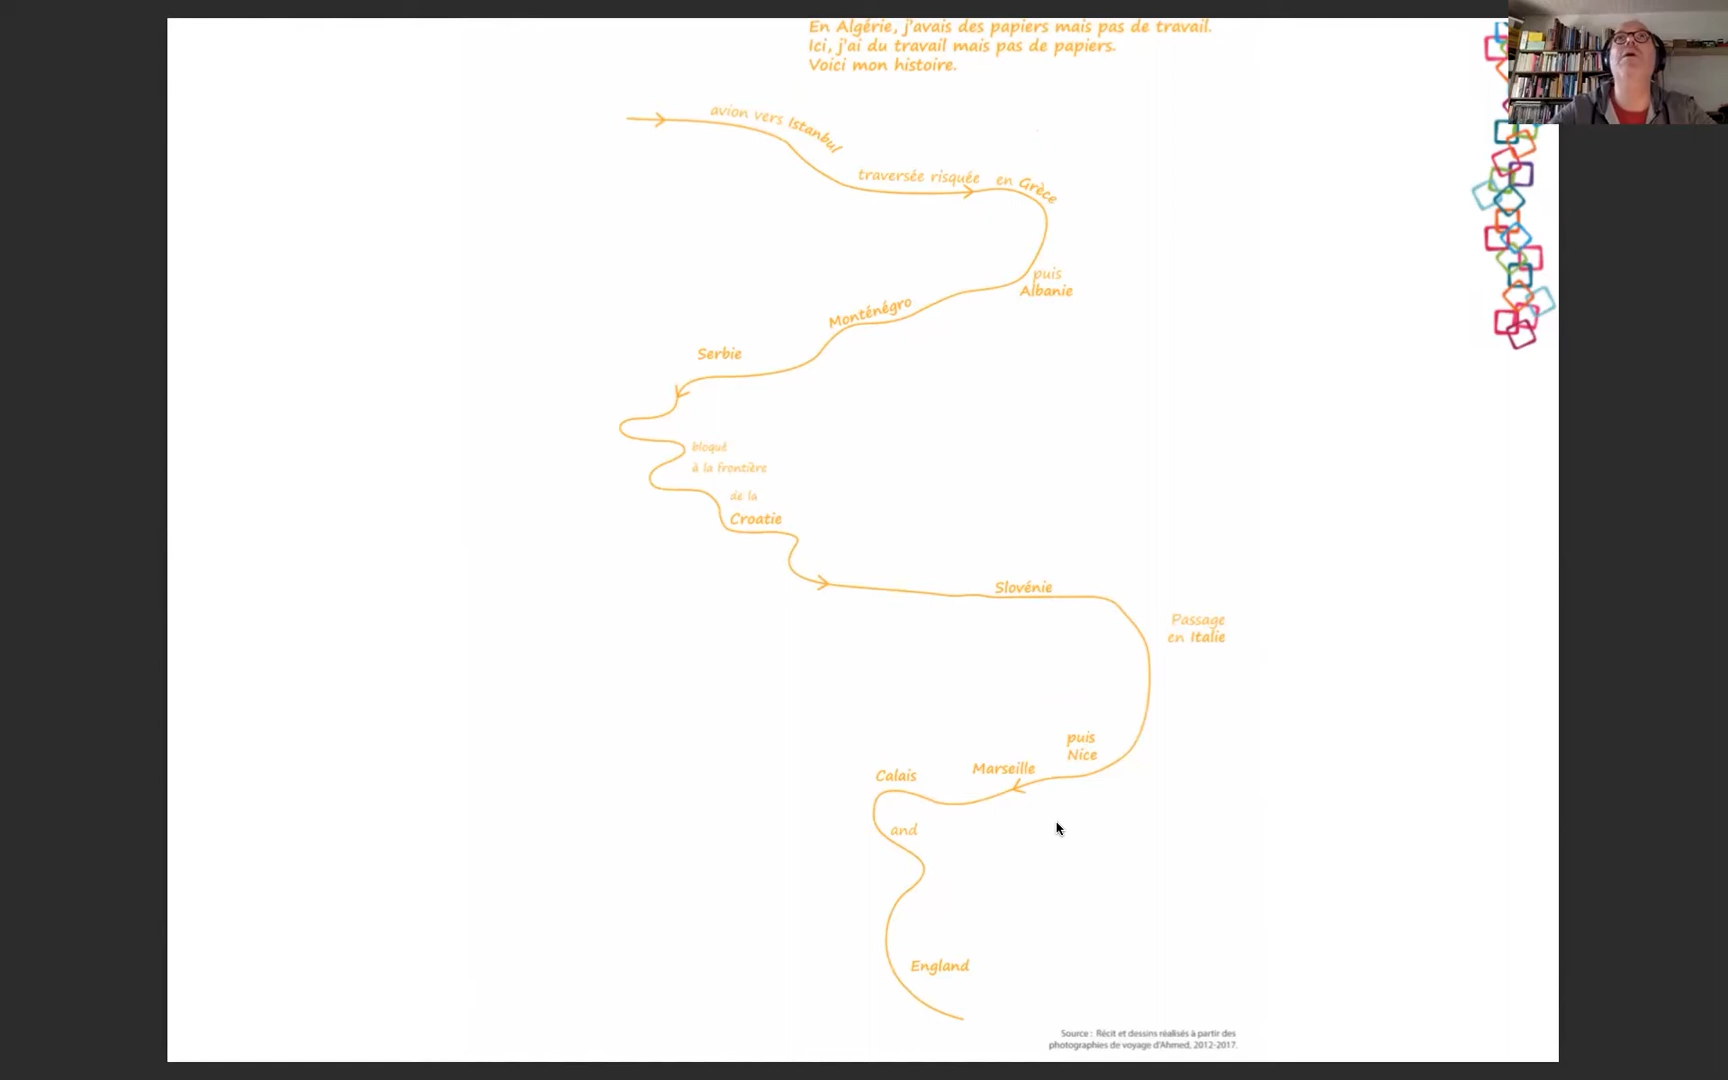 En Algérie, j'avais des papiers mais pas de travail.
Ici, j'ai du travail mais pas de papiers.
Voici mon histoire.
avion vers Istanbul
traversée risquée en Grèce
puis
Albanie
Monténégro
Serbie
bloqué
à la frontière
de la
Croatie
Slovénie
Passage
en Italie
puis
Nice
Marseille
Calais
and
England
Source : Récit et dessins réalisés à partir des
photographies de voyage d'Ahmed, 2012-2017.